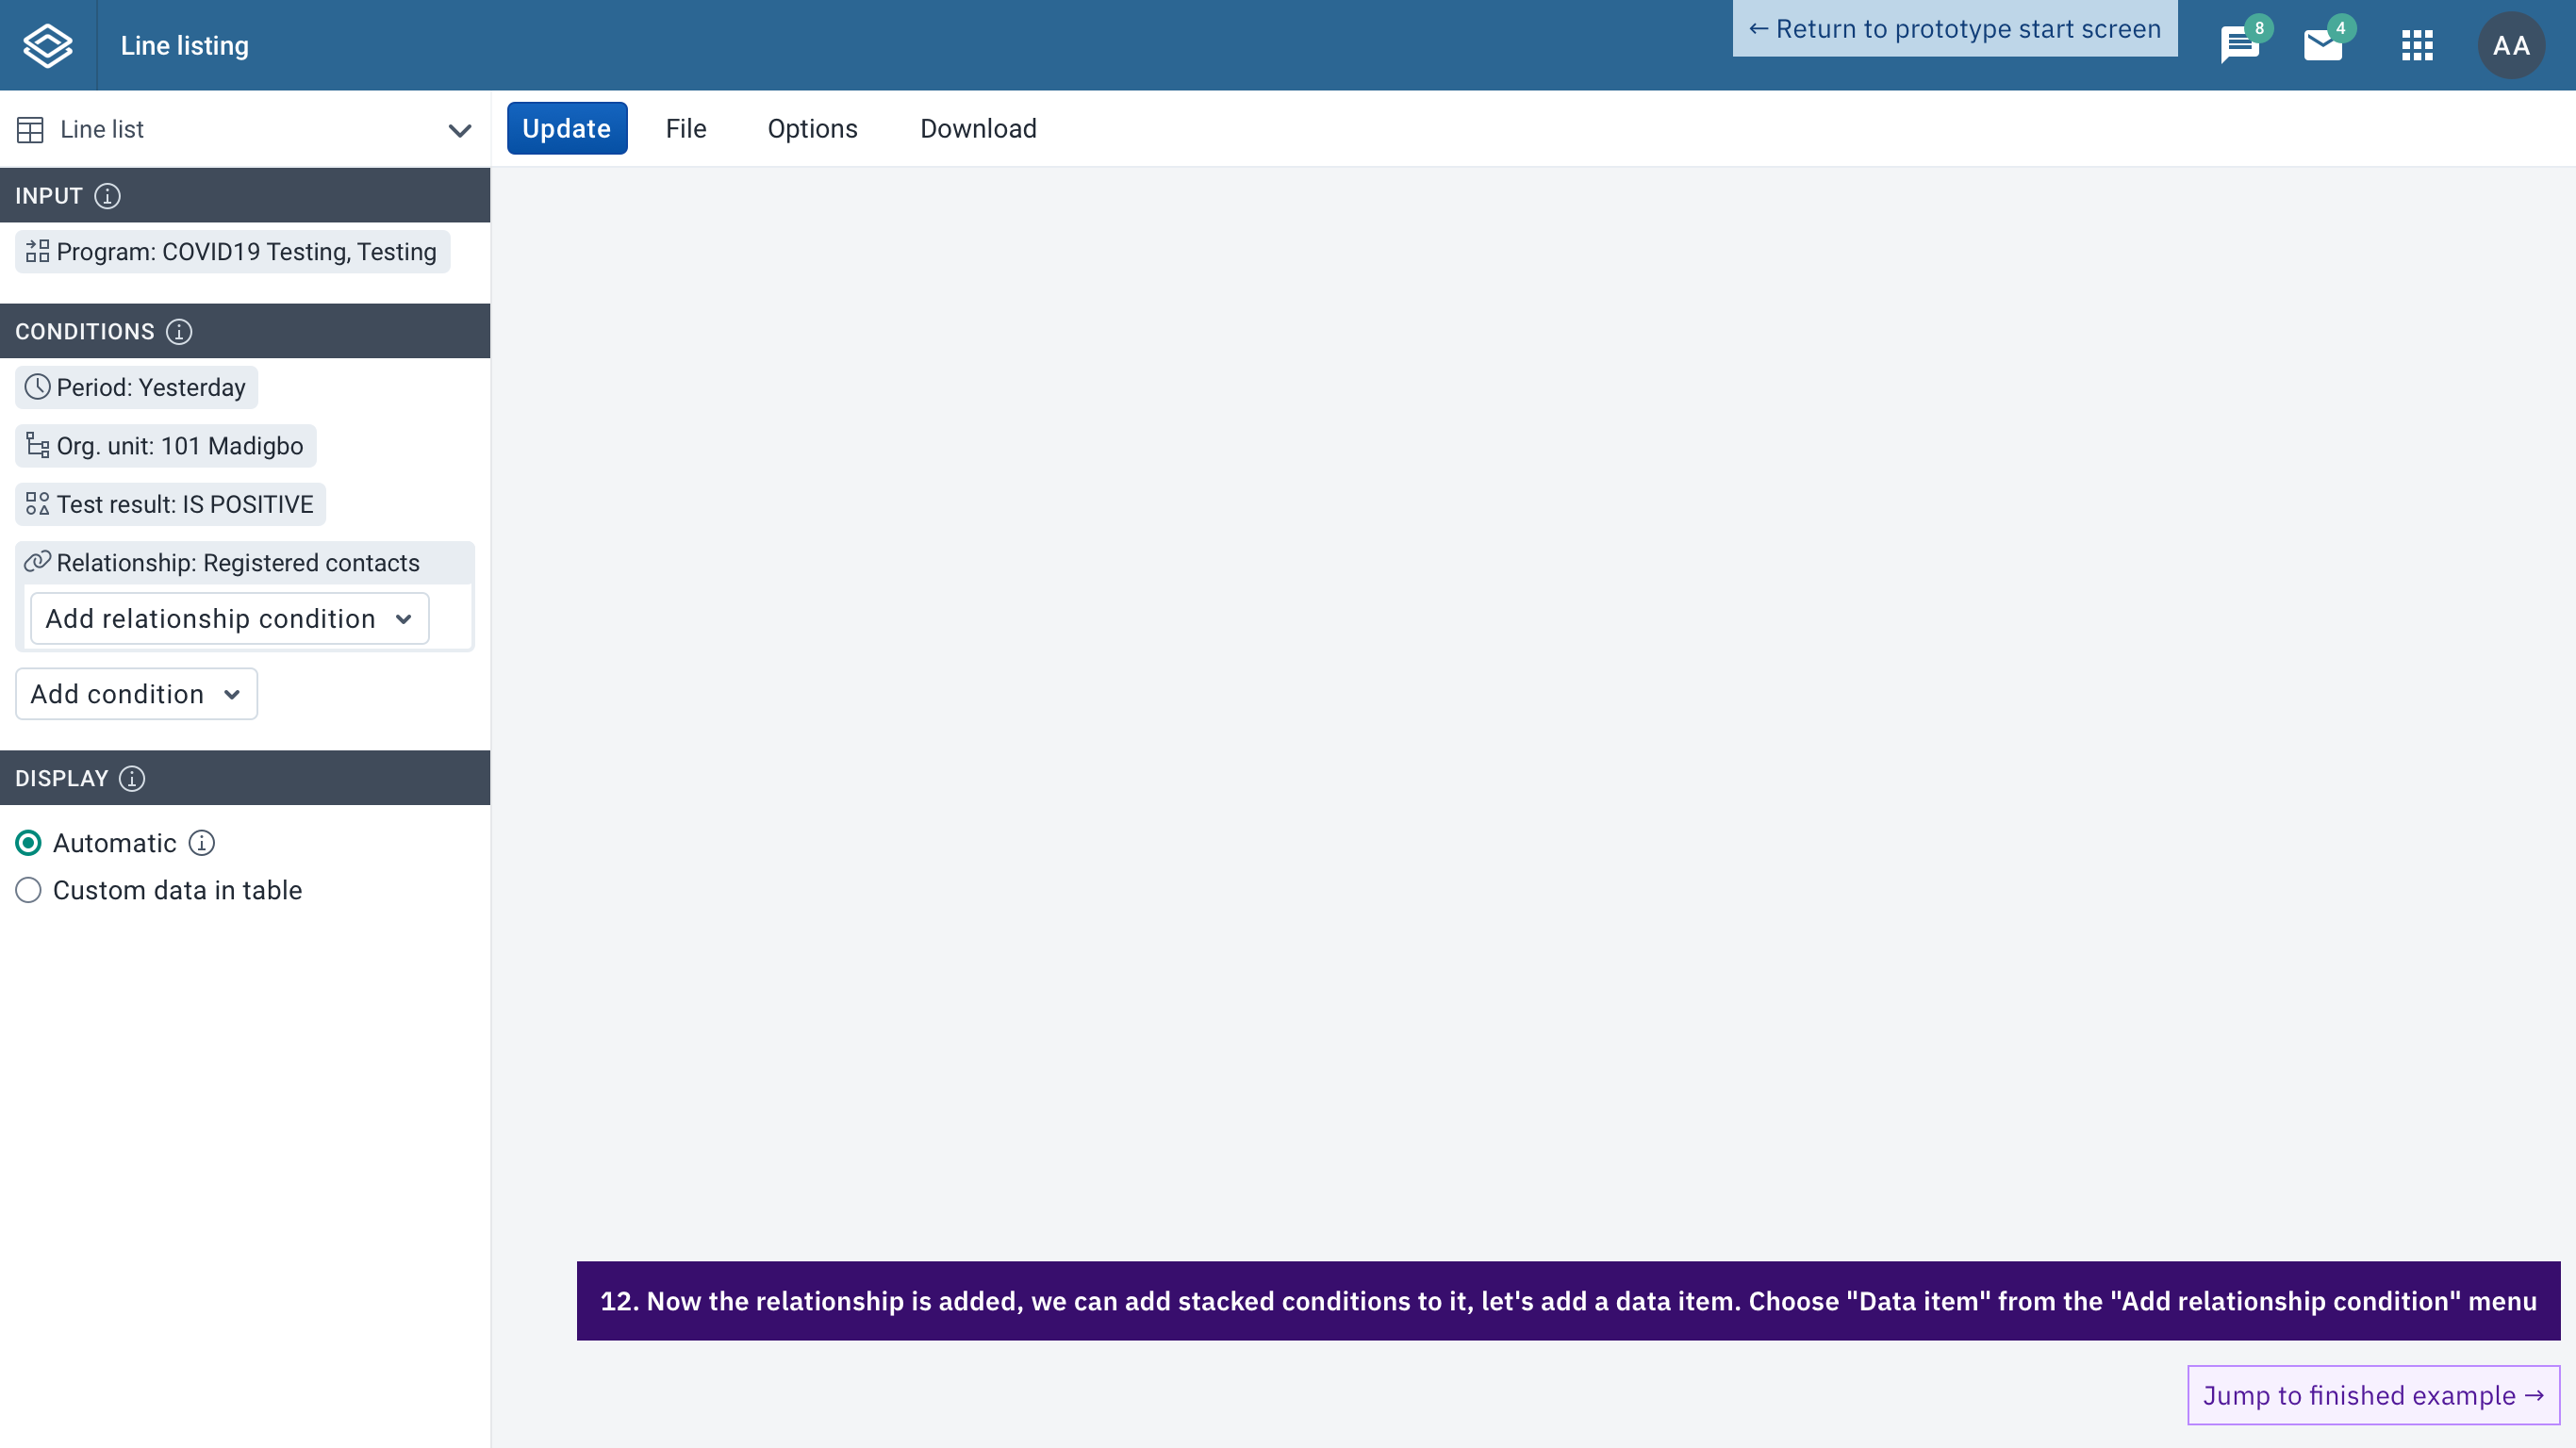 Line listing
← Return to prototype start screen
8
4
AA
Line list
Update
File
Options
Download
INPUT
Program: COVID19 Testing, Testing
CONDITIONS
Period: Yesterday
Org. unit: 101 Madigbo
Test result: IS POSITIVE
Relationship: Registered contacts
Add relationship condition
Add condition
DISPLAY
Automatic
Custom data in table
12. Now the relationship is added, we can add stacked conditions to it, let's add a data item. Choose "Data item" from the "Add relationship condition" menu
Jump to finished example →